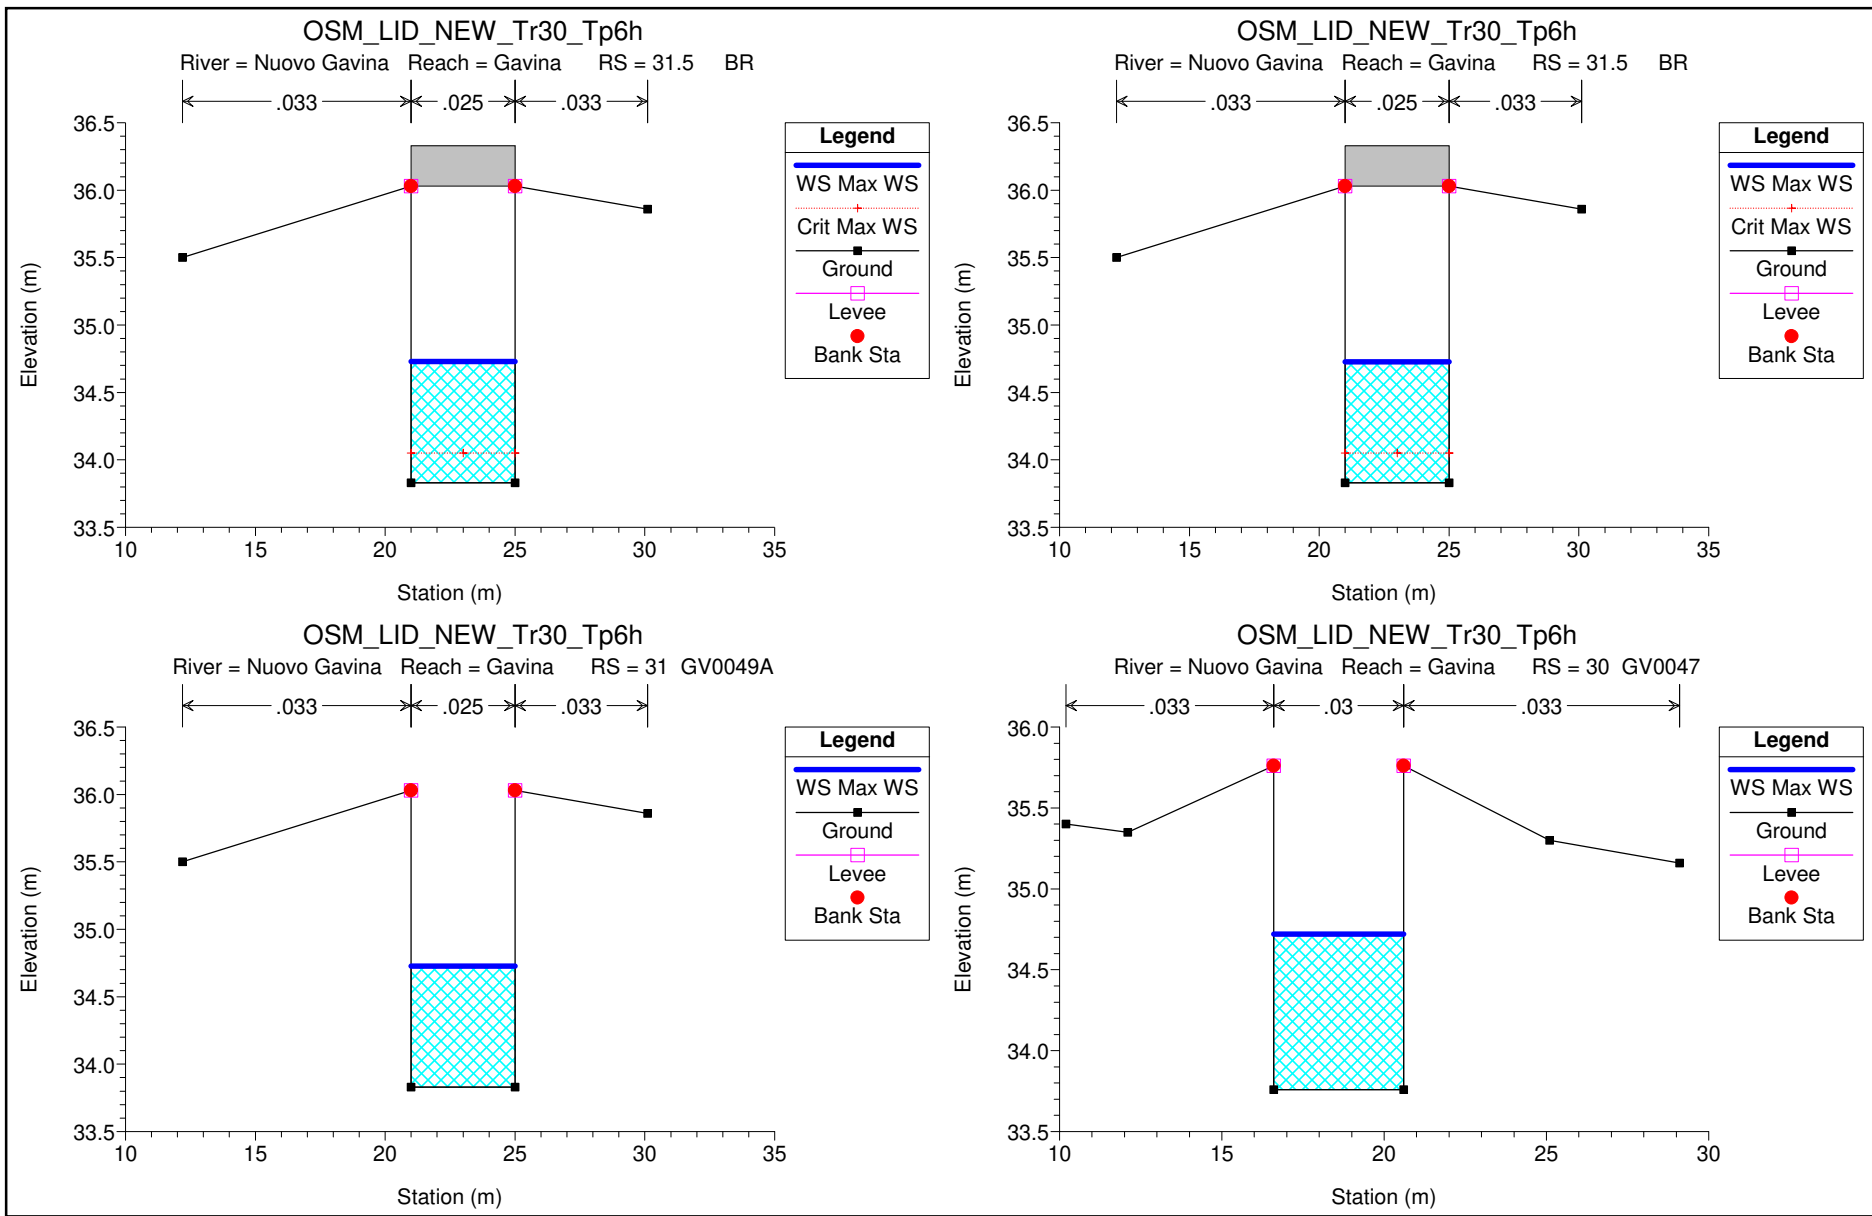 OSM_LID_NEW_Tr30_Tp6h
River = Nuovo Gavina Reach = Gavina RS = 31.5 BR
.033 .025 .033
36.5
36.0
35.5
35.0
34.5
34.0
33.5
10 15 20 25 30 35
Station (m)
Elevation (m)
Legend
WS Max WS
Crit Max WS
Ground
Levee
Bank Sta
OSM_LID_NEW_Tr30_Tp6h
River = Nuovo Gavina Reach = Gavina RS = 31.5 BR
.033 .025 .033
36.5
36.0
35.5
35.0
34.5
34.0
33.5
10 15 20 25 30 35
Station (m)
Elevation (m)
Legend
WS Max WS
Crit Max WS
Ground
Levee
Bank Sta
OSM_LID_NEW_Tr30_Tp6h
River = Nuovo Gavina Reach = Gavina RS = 31 GV0049A
.033 .025 .033
36.5
36.0
35.5
35.0
34.5
34.0
33.5
10 15 20 25 30 35
Station (m)
Elevation (m)
Legend
WS Max WS
Ground
Levee
Bank Sta
OSM_LID_NEW_Tr30_Tp6h
River = Nuovo Gavina Reach = Gavina RS = 30 GV0047
.033 .03 .033
36.0
35.5
35.0
34.5
34.0
33.5
10 15 20 25 30
Station (m)
Elevation (m)
Legend
WS Max WS
Ground
Levee
Bank Sta